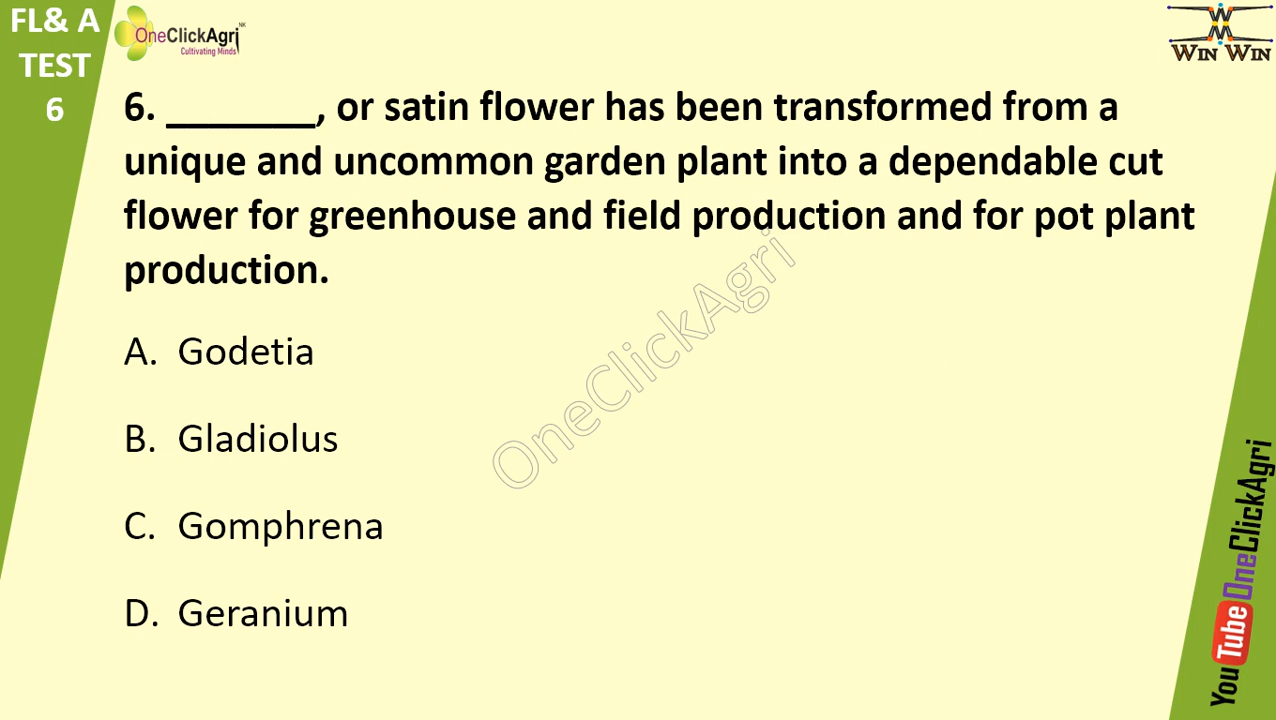 FL& A
TEST
6
OneClickAgri NK
Cultivating Minds
WIN WIN
6. _______, or satin flower has been transformed from a
unique and uncommon garden plant into a dependable cut
flower for greenhouse and field production and for pot plant
production.
A. Godetia
B. Gladiolus
C. Gomphrena
D. Geranium
OneClickAgri
YouTube OneClickAgri